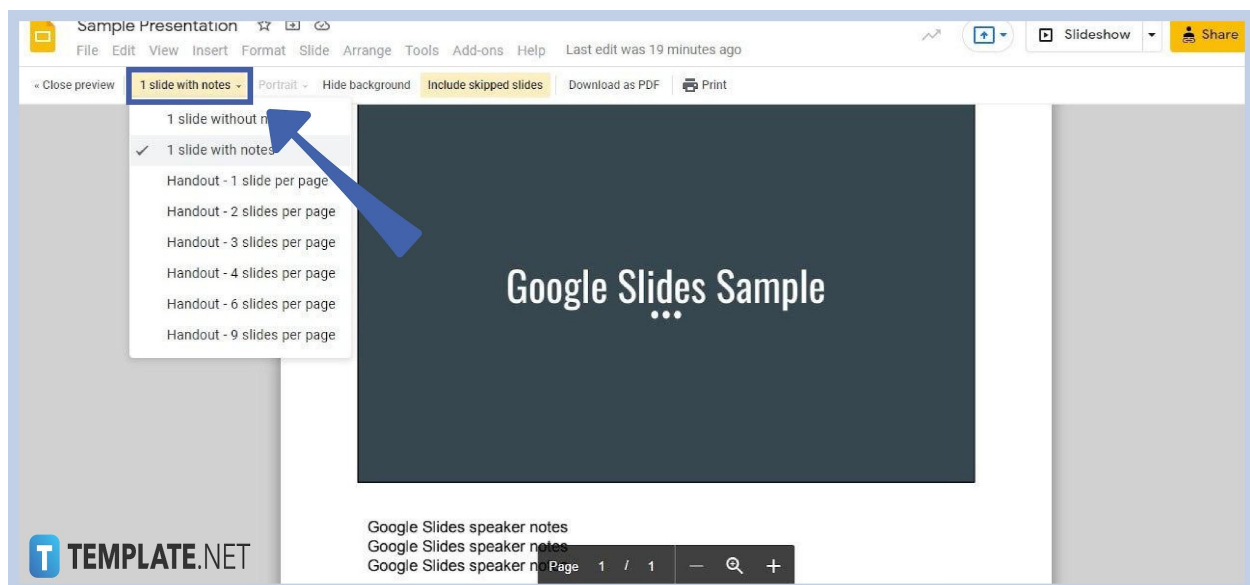 Sample Presentation
File Edit View Insert Format Slide Arrange Tools Add-ons Help Last edit was 19 minutes ago
Slideshow
Share
« Close preview 1 slide with notes Portrait Hide background Include skipped slides Download as PDF Print
1 slide without
1 slide with notes
Handout - 1 slide per page
Handout - 2 slides per page
Handout - 3 slides per page
Handout - 4 slides per page
Handout - 6 slides per page
Handout - 9 slides per page
Google Slides Sample
Google Slides speaker notes
Google Slides speaker notes
Google Slides speaker
Page 1 / 1
T TEMPLATE.NET